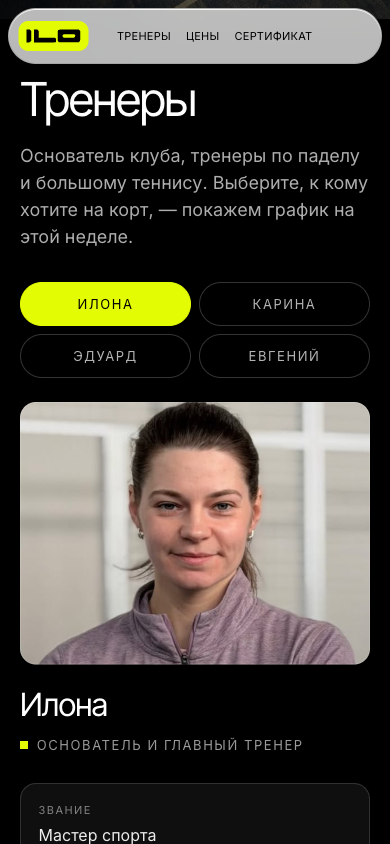 ILO
ТРЕНЕРЫ ЦЕНЫ СЕРТИФИКАТ
Тренеры
Основатель клуба, тренеры по паделу
и большому теннису. Выберите, к кому
хотите на корт, — покажем график на
этой неделе.
ИЛОНА
КАРИНА
ЭДУАРД
ЕВГЕНИЙ
Илона
ОСНОВАТЕЛЬ И ГЛАВНЫЙ ТРЕНЕР
ЗВАНИЕ
Мастер спорта